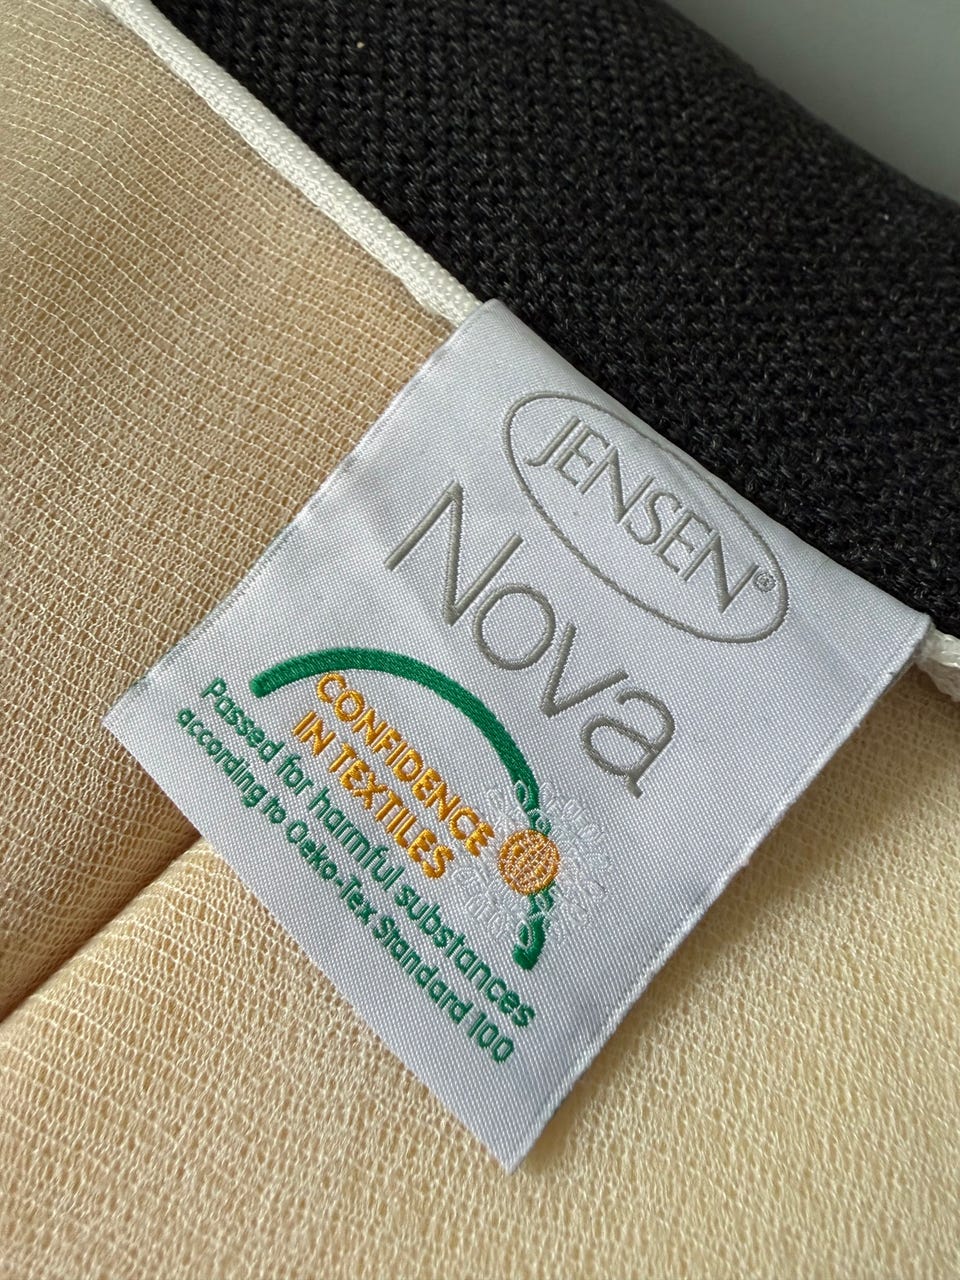 JENSEN®
Nova
CONFIDENCE
IN TEXTILES
Passed for harmful substances
according to Oeko-Tex Standard 100